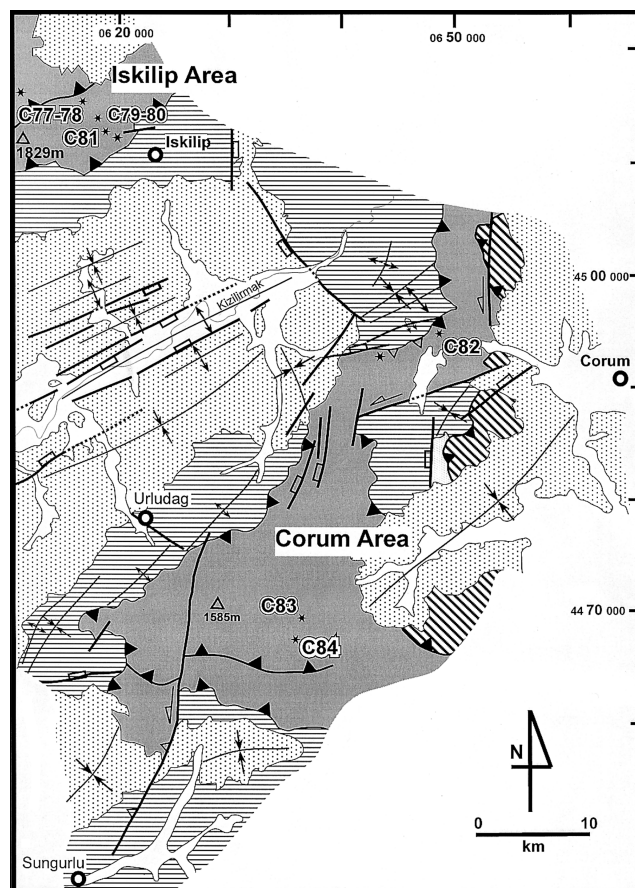 06 20 000
06 50 000
Iskilip Area
C77-78
C79-80
C81
1829m
Iskilip
45 00 000
Kizilirmak
C82
Corum
Urludag
Corum Area
C83
1585m
44 70 000
C84
N
0 10
km
Sungurlu